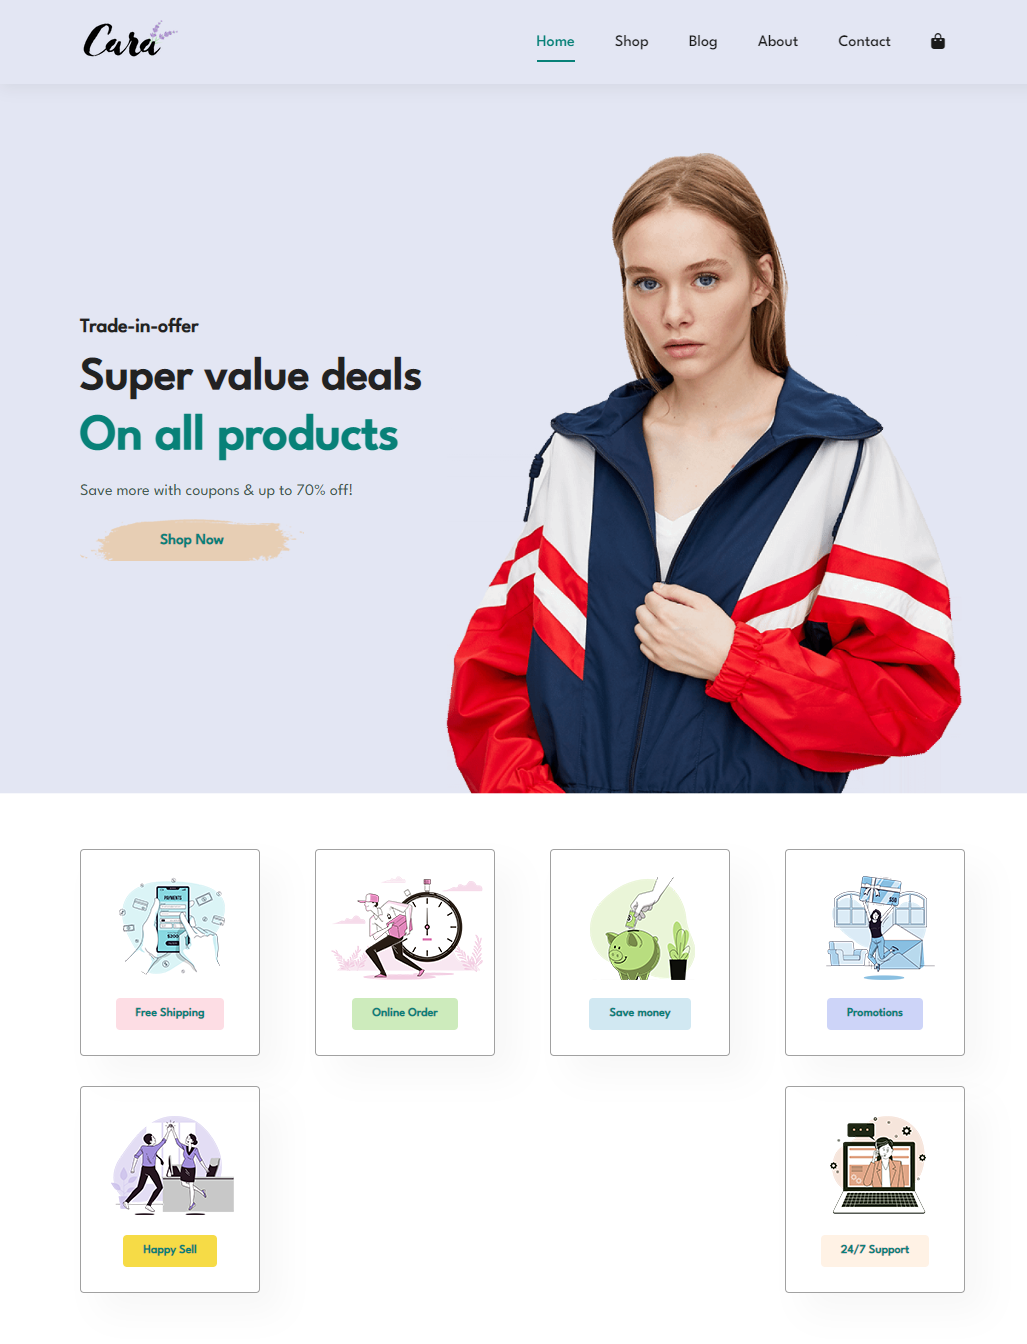 Cara
Home Shop Blog About Contact
Trade-in-offer
Super value deals
On all products
Save more with coupons & up to 70% off!
Shop Now
PAYMENTS
$200
$50
Free Shipping
Online Order
Save money
Promotions
Happy Sell
24/7 Support